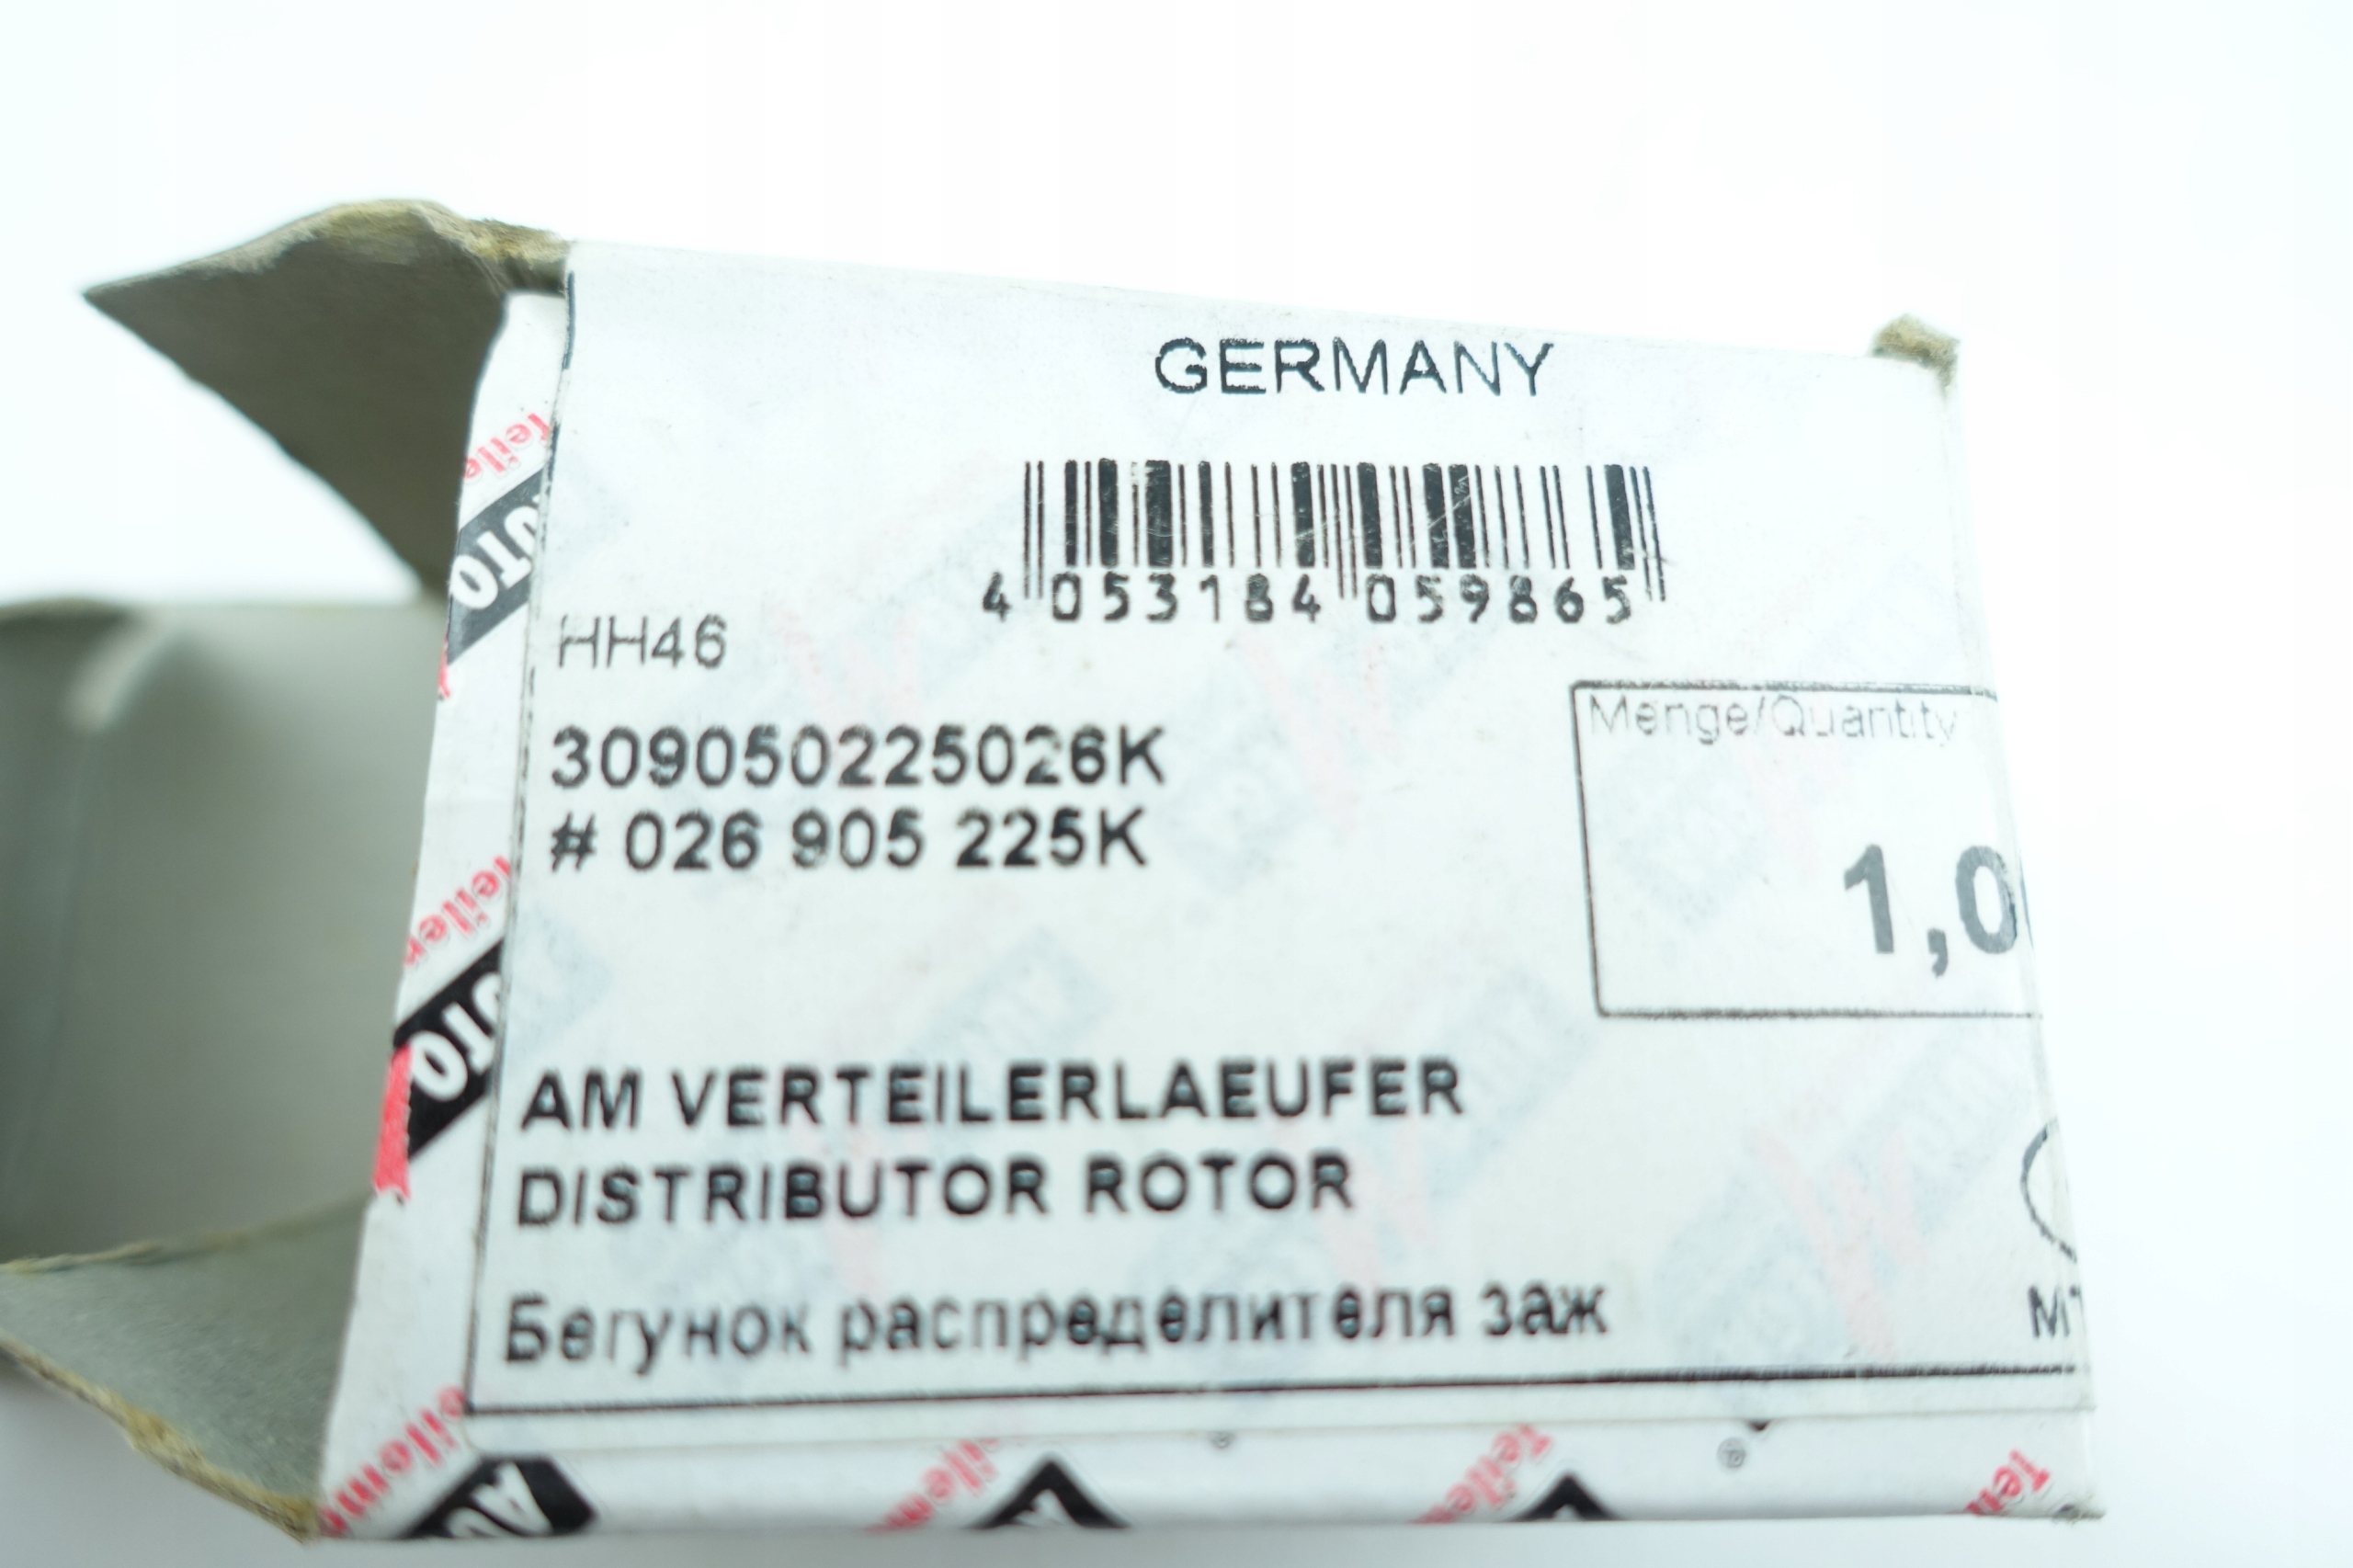 GERMANY
4 053184 059865
HH46
309050225026K
# 026 905 225K
Menge/Quantity
1,0
AM VERTEILERLAEUFER
DISTRIBUTOR ROTOR
Бегунок распределителя заж